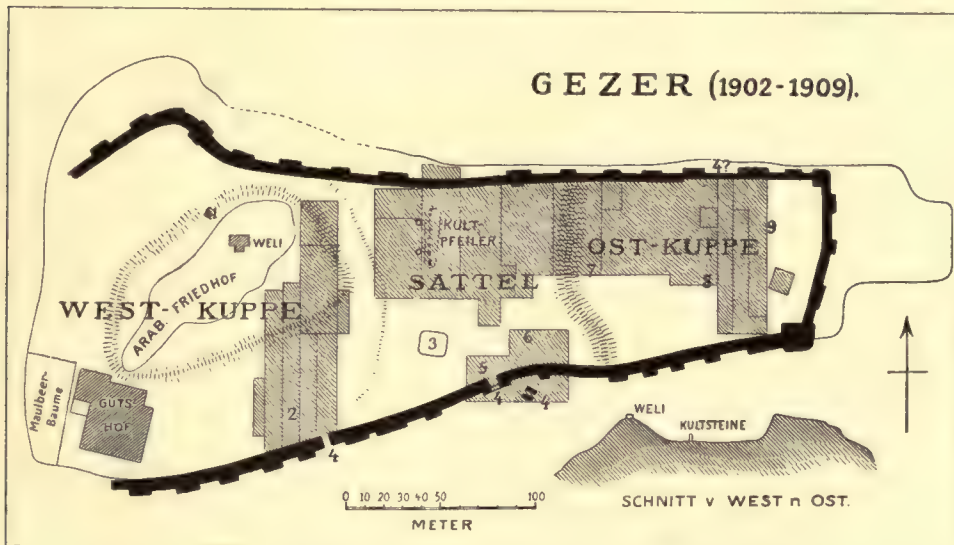 GEZER (1902-1909).
4?
WELI
KULT-
PFEILER
OST-KUPPE
9
SATTEL
7
8
WEST-KUPPE
ARAB. FRIEDHOF
3
6
5
4
4
Maulbeer-
Bäume
GUTS
HOF
2
4
WELI
KULTSTEINE
0 10 20 30 40 50 100
METER
SCHNITT v WEST n OST.